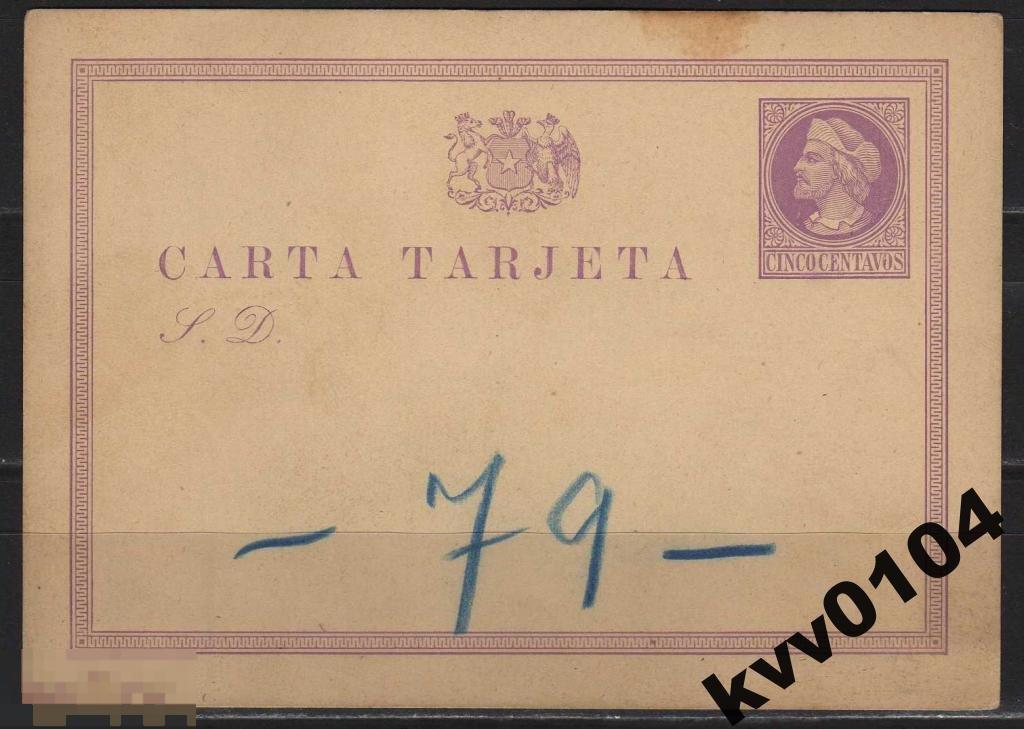 CARTA TARJETA
CINCO CENTAVOS
S. D.
- 79 -
kvv0104